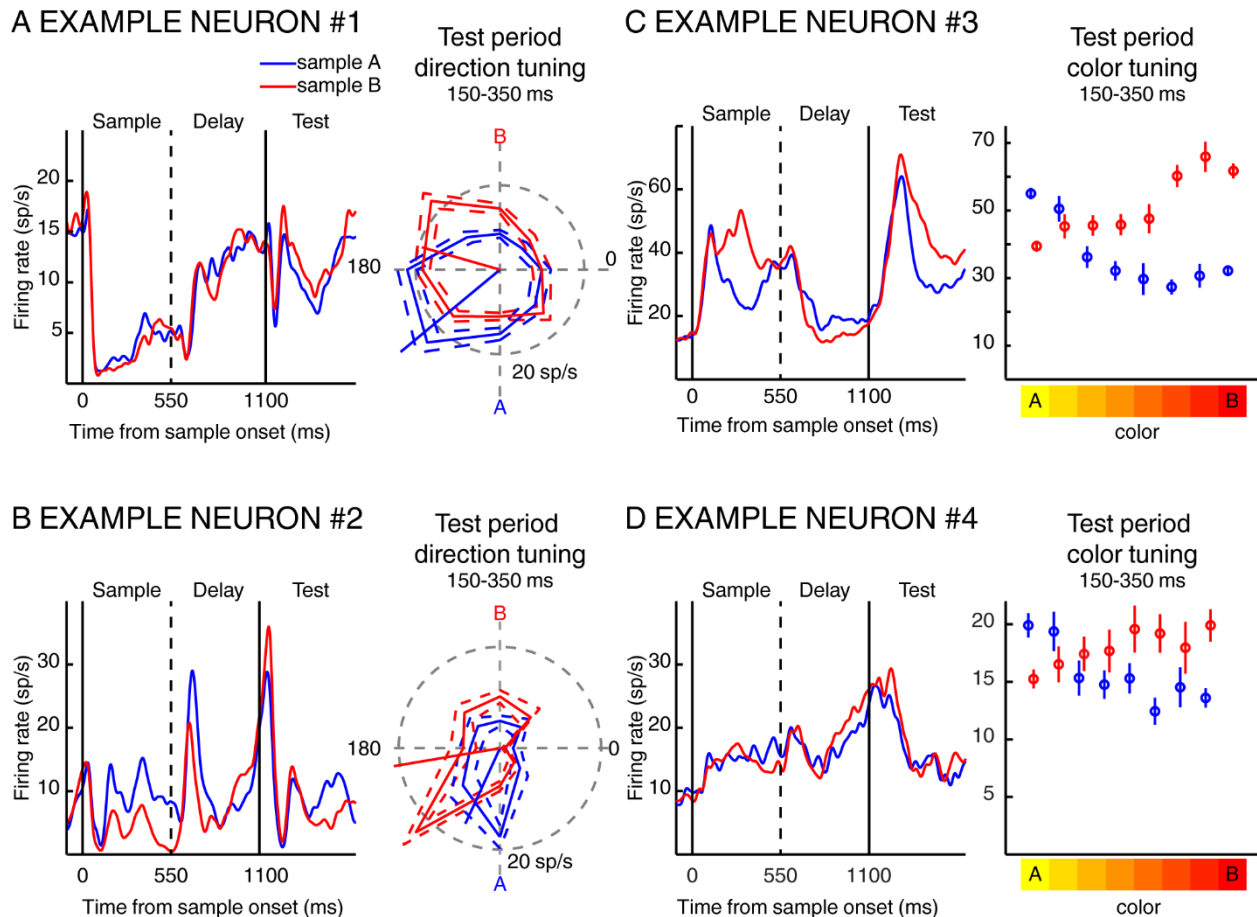 A EXAMPLE NEURON #1
sample A
sample B
Sample Delay Test
Firing rate (sp/s)
20
15
10
5
0 550 1100
Time from sample onset (ms)
Test period
direction tuning
150-350 ms
B
180
0
20 sp/s
A
C EXAMPLE NEURON #3
Sample Delay Test
Firing rate (sp/s)
60
40
20
0 550 1100
Time from sample onset (ms)
Test period
color tuning
150-350 ms
70
50
30
10
A B
color
B EXAMPLE NEURON #2
Sample Delay Test
Firing rate (sp/s)
30
20
10
0 550 1100
Time from sample onset (ms)
Test period
direction tuning
150-350 ms
B
180
0
20 sp/s
A
D EXAMPLE NEURON #4
Sample Delay Test
Firing rate (sp/s)
30
20
10
0 550 1100
Time from sample onset (ms)
Test period
color tuning
150-350 ms
20
15
10
5
A B
color